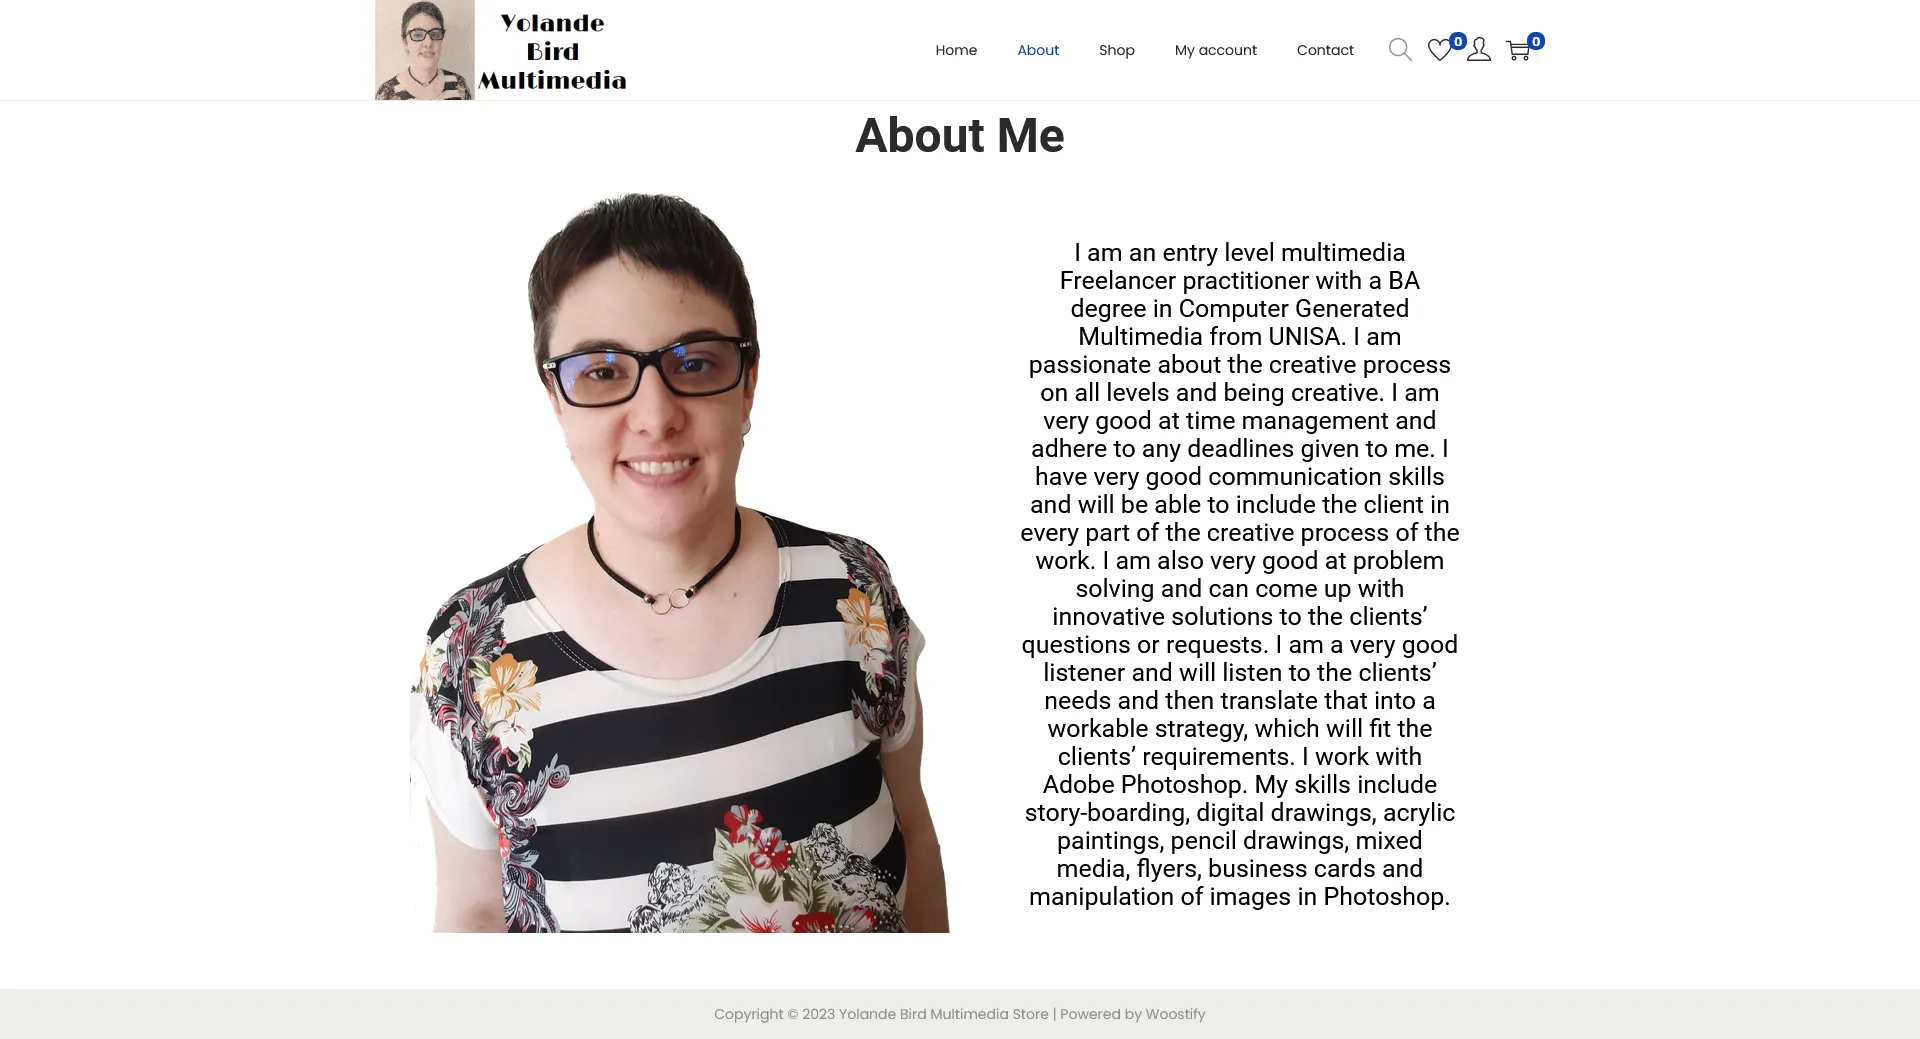 Yolande
Bird
Multimedia
Home
About
Shop
My account
Contact
0
0
About Me
I am an entry level multimedia
Freelancer practitioner with a BA
degree in Computer Generated
Multimedia from UNISA. I am
passionate about the creative process
on all levels and being creative. I am
very good at time management and
adhere to any deadlines given to me. I
have very good communication skills
and will be able to include the client in
every part of the creative process of the
work. I am also very good at problem
solving and can come up with
innovative solutions to the clients’
questions or requests. I am a very good
listener and will listen to the clients’
needs and then translate that into a
workable strategy, which will fit the
clients’ requirements. I work with
Adobe Photoshop. My skills include
story-boarding, digital drawings, acrylic
paintings, pencil drawings, mixed
media, flyers, business cards and
manipulation of images in Photoshop.
Copyright © 2023 Yolande Bird Multimedia Store | Powered by Woostify